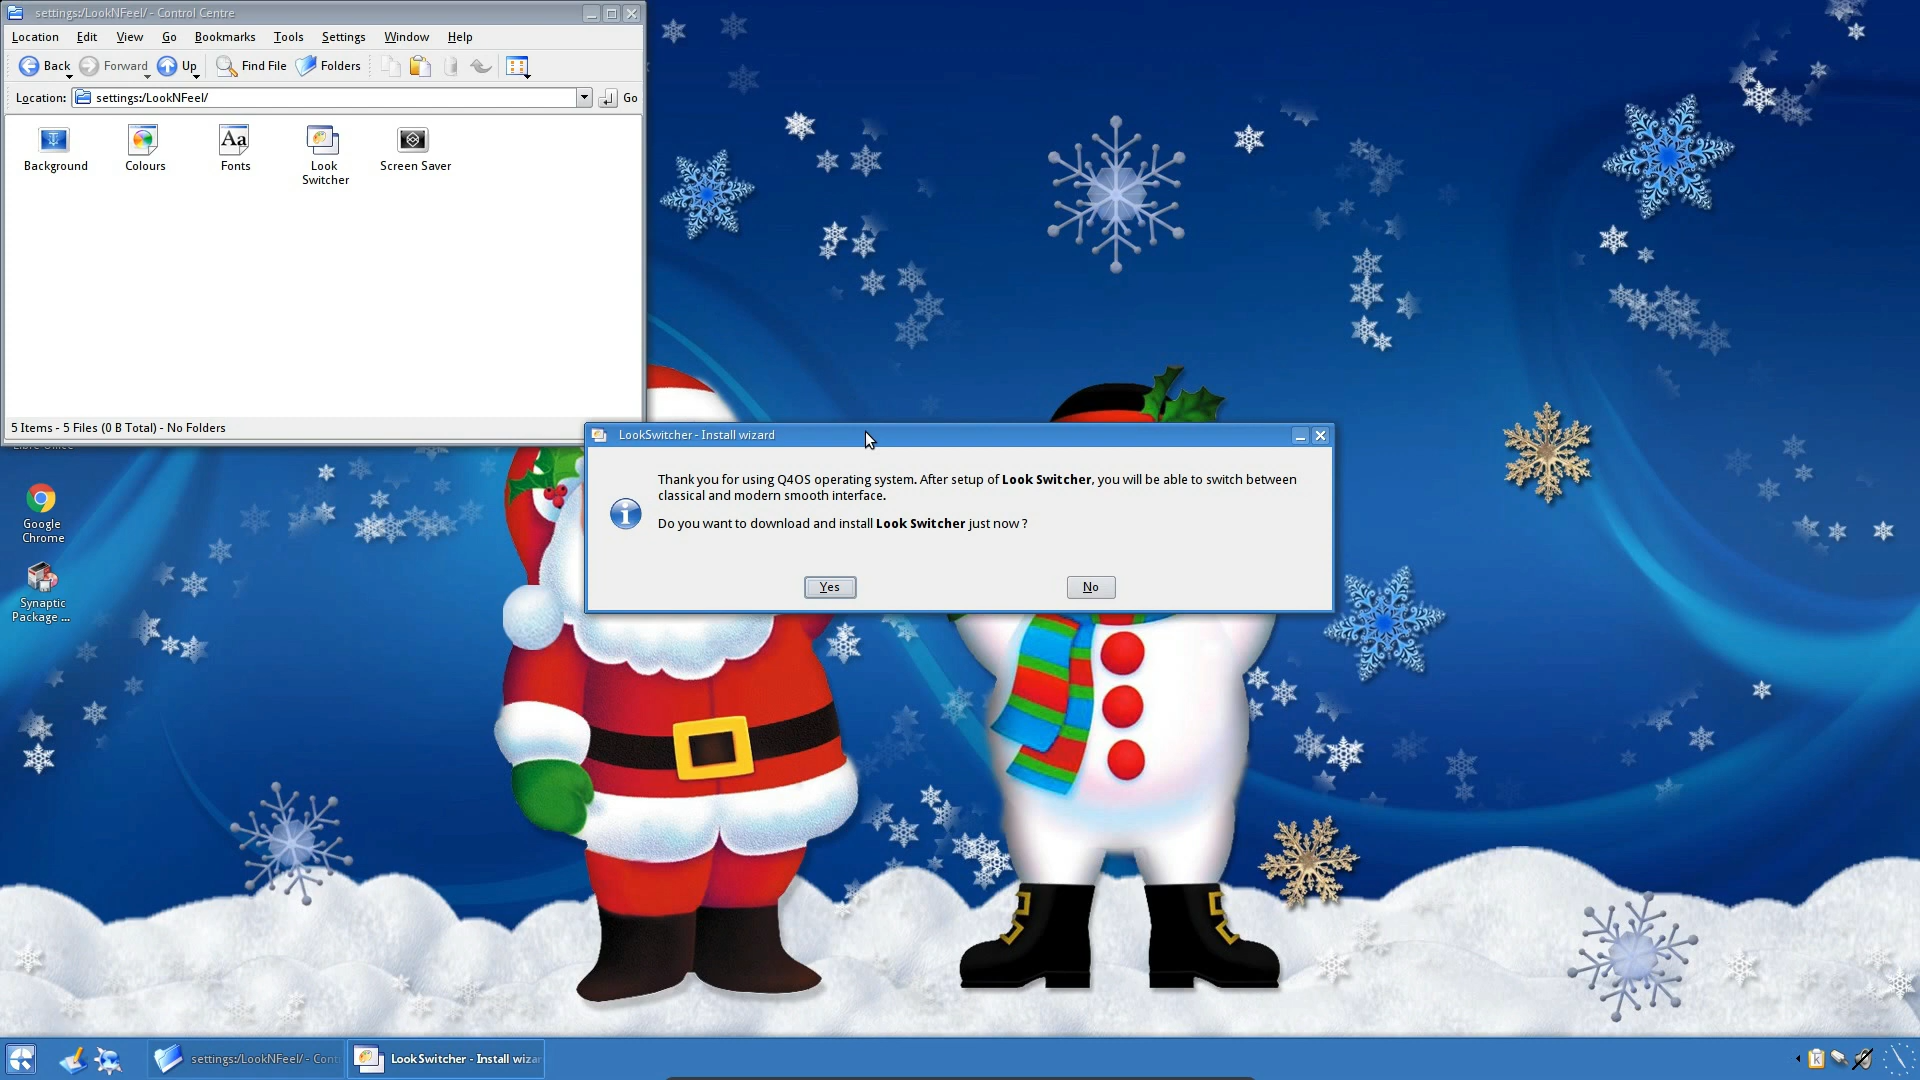 settings:/LookNFeel/ - Control Centre
Location Edit View Go Bookmarks Tools Settings Window Help
Back Forward Up Find File Folders
Location: settings:/LookNFeel/ Go
Background Colours Fonts Look Switcher Screen Saver
5 Items - 5 Files (0 B Total) - No Folders
Libre Office
Google
Chrome
Synaptic
Package ...
LookSwitcher - Install wizard
Thank you for using Q4OS operating system. After setup of Look Switcher, you will be able to switch between
classical and modern smooth interface.
Do you want to download and install Look Switcher just now ?
Yes No
settings:/LookNFeel/ - Cont
LookSwitcher - Install wizar